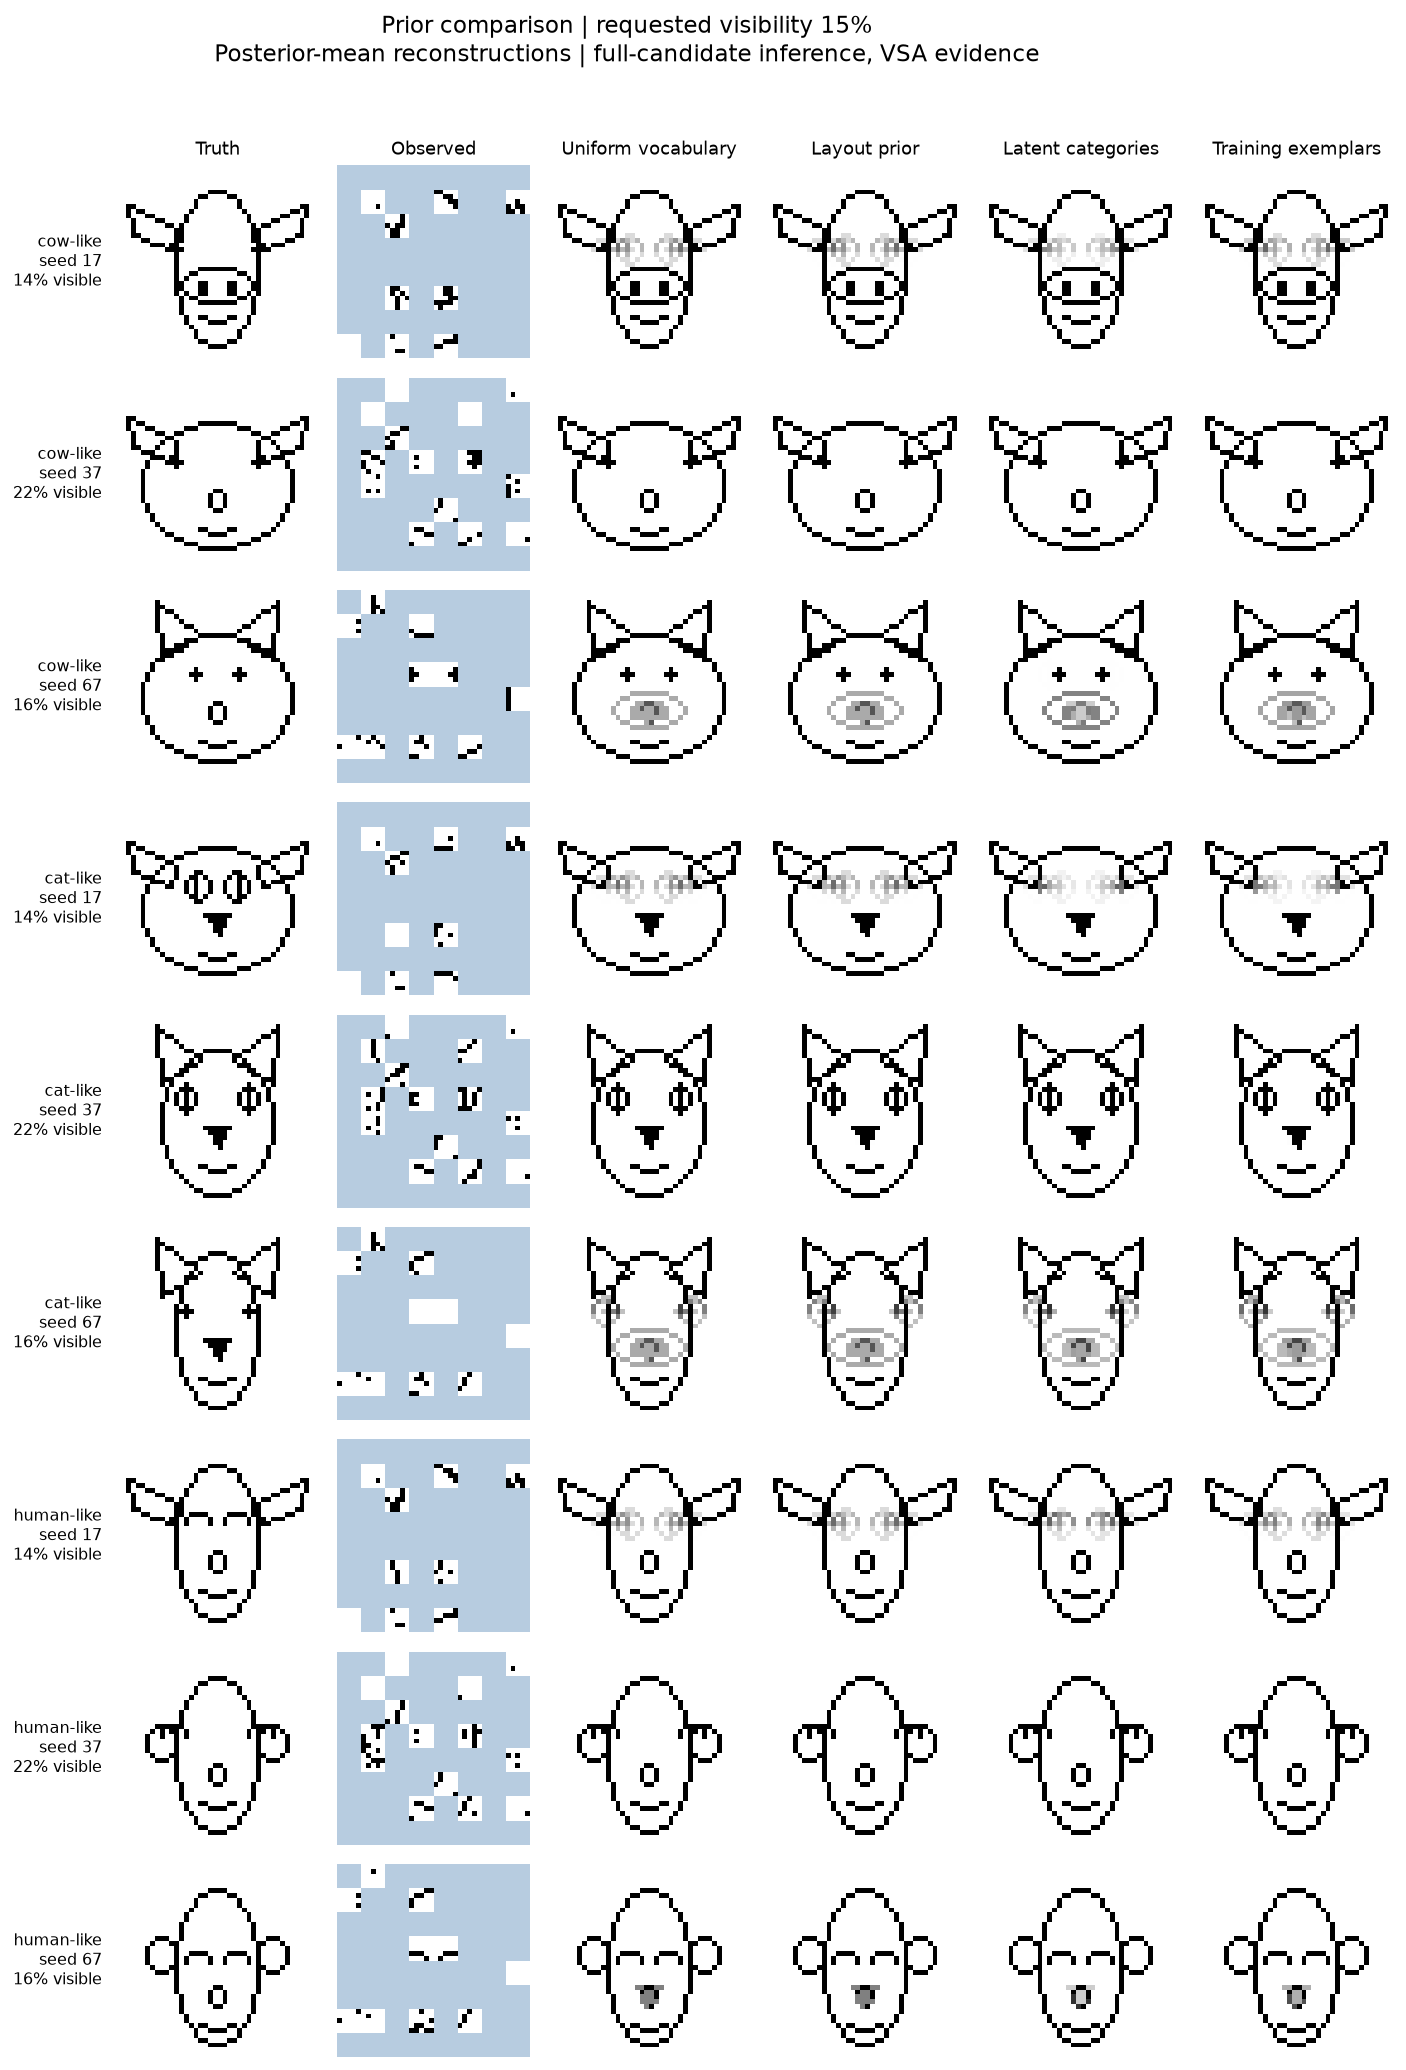 Prior comparison | requested visibility 15%
Posterior-mean reconstructions | full-candidate inference, VSA evidence
Truth Observed Uniform vocabulary Layout prior Latent categories Training exemplars
cow-like
seed 17
14% visible
cow-like
seed 37
22% visible
cow-like
seed 67
16% visible
cat-like
seed 17
14% visible
cat-like
seed 37
22% visible
cat-like
seed 67
16% visible
human-like
seed 17
14% visible
human-like
seed 37
22% visible
human-like
seed 67
16% visible